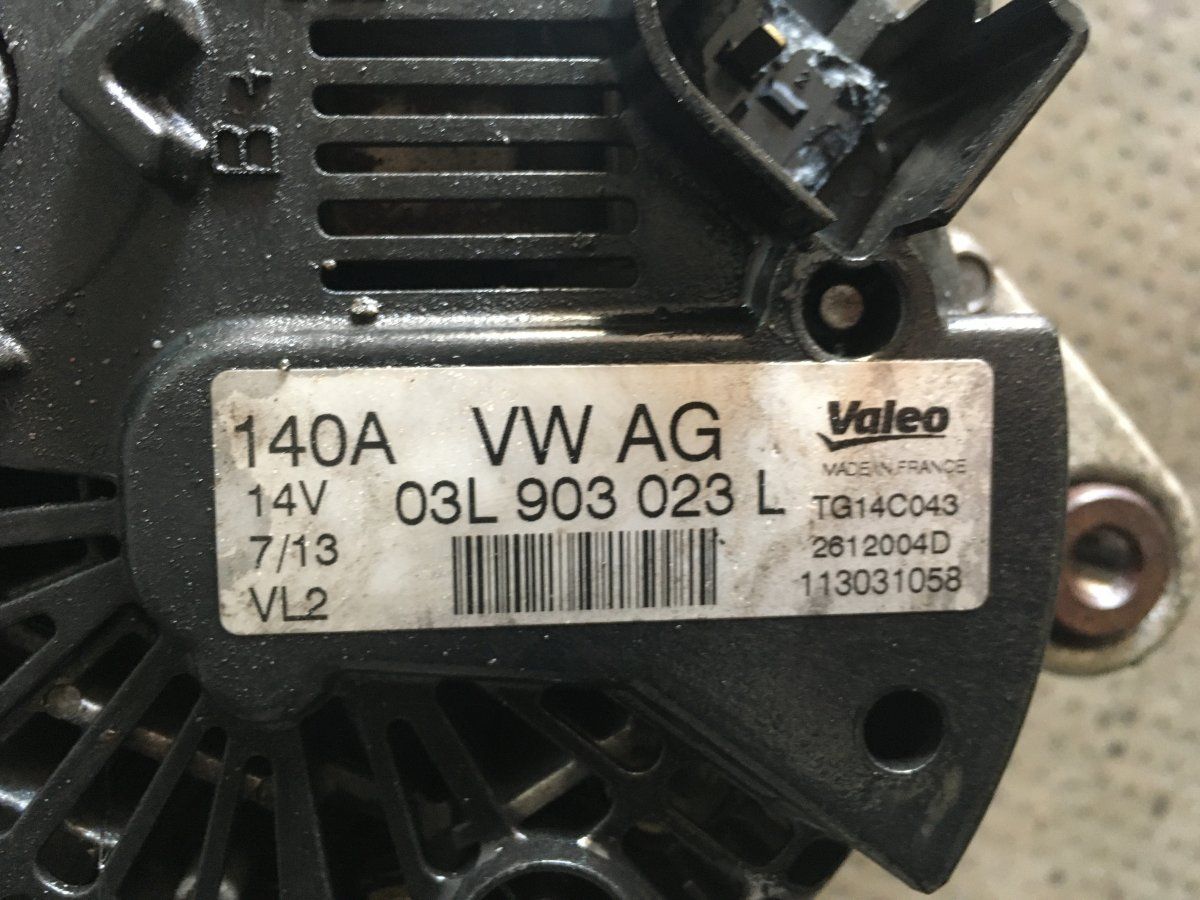 B+
140A VW AG Valeo
MADE IN FRANCE
14V 03L 903 023 L TG14C043
7/13 2612004D
VL2 113031058